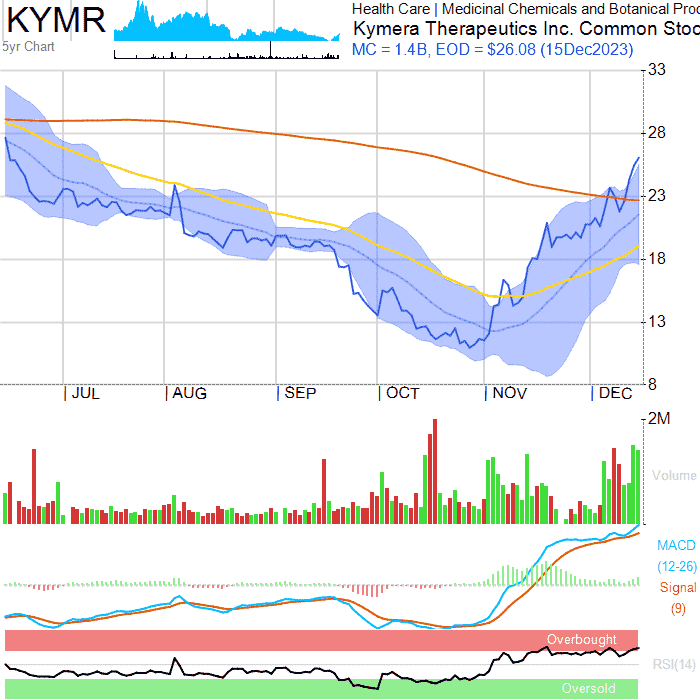 KYMR
5yr Chart
Health Care | Medicinal Chemicals and Botanical Proc
Kymera Therapeutics Inc. Common Stoc
MC = 1.4B, EOD = $26.08 (15Dec2023)
33
28
23
18
13
8
JUL AUG SEP OCT NOV DEC
2M
Volume
MACD
(12-26)
Signal
(9)
Overbought
RSI(14)
Oversold